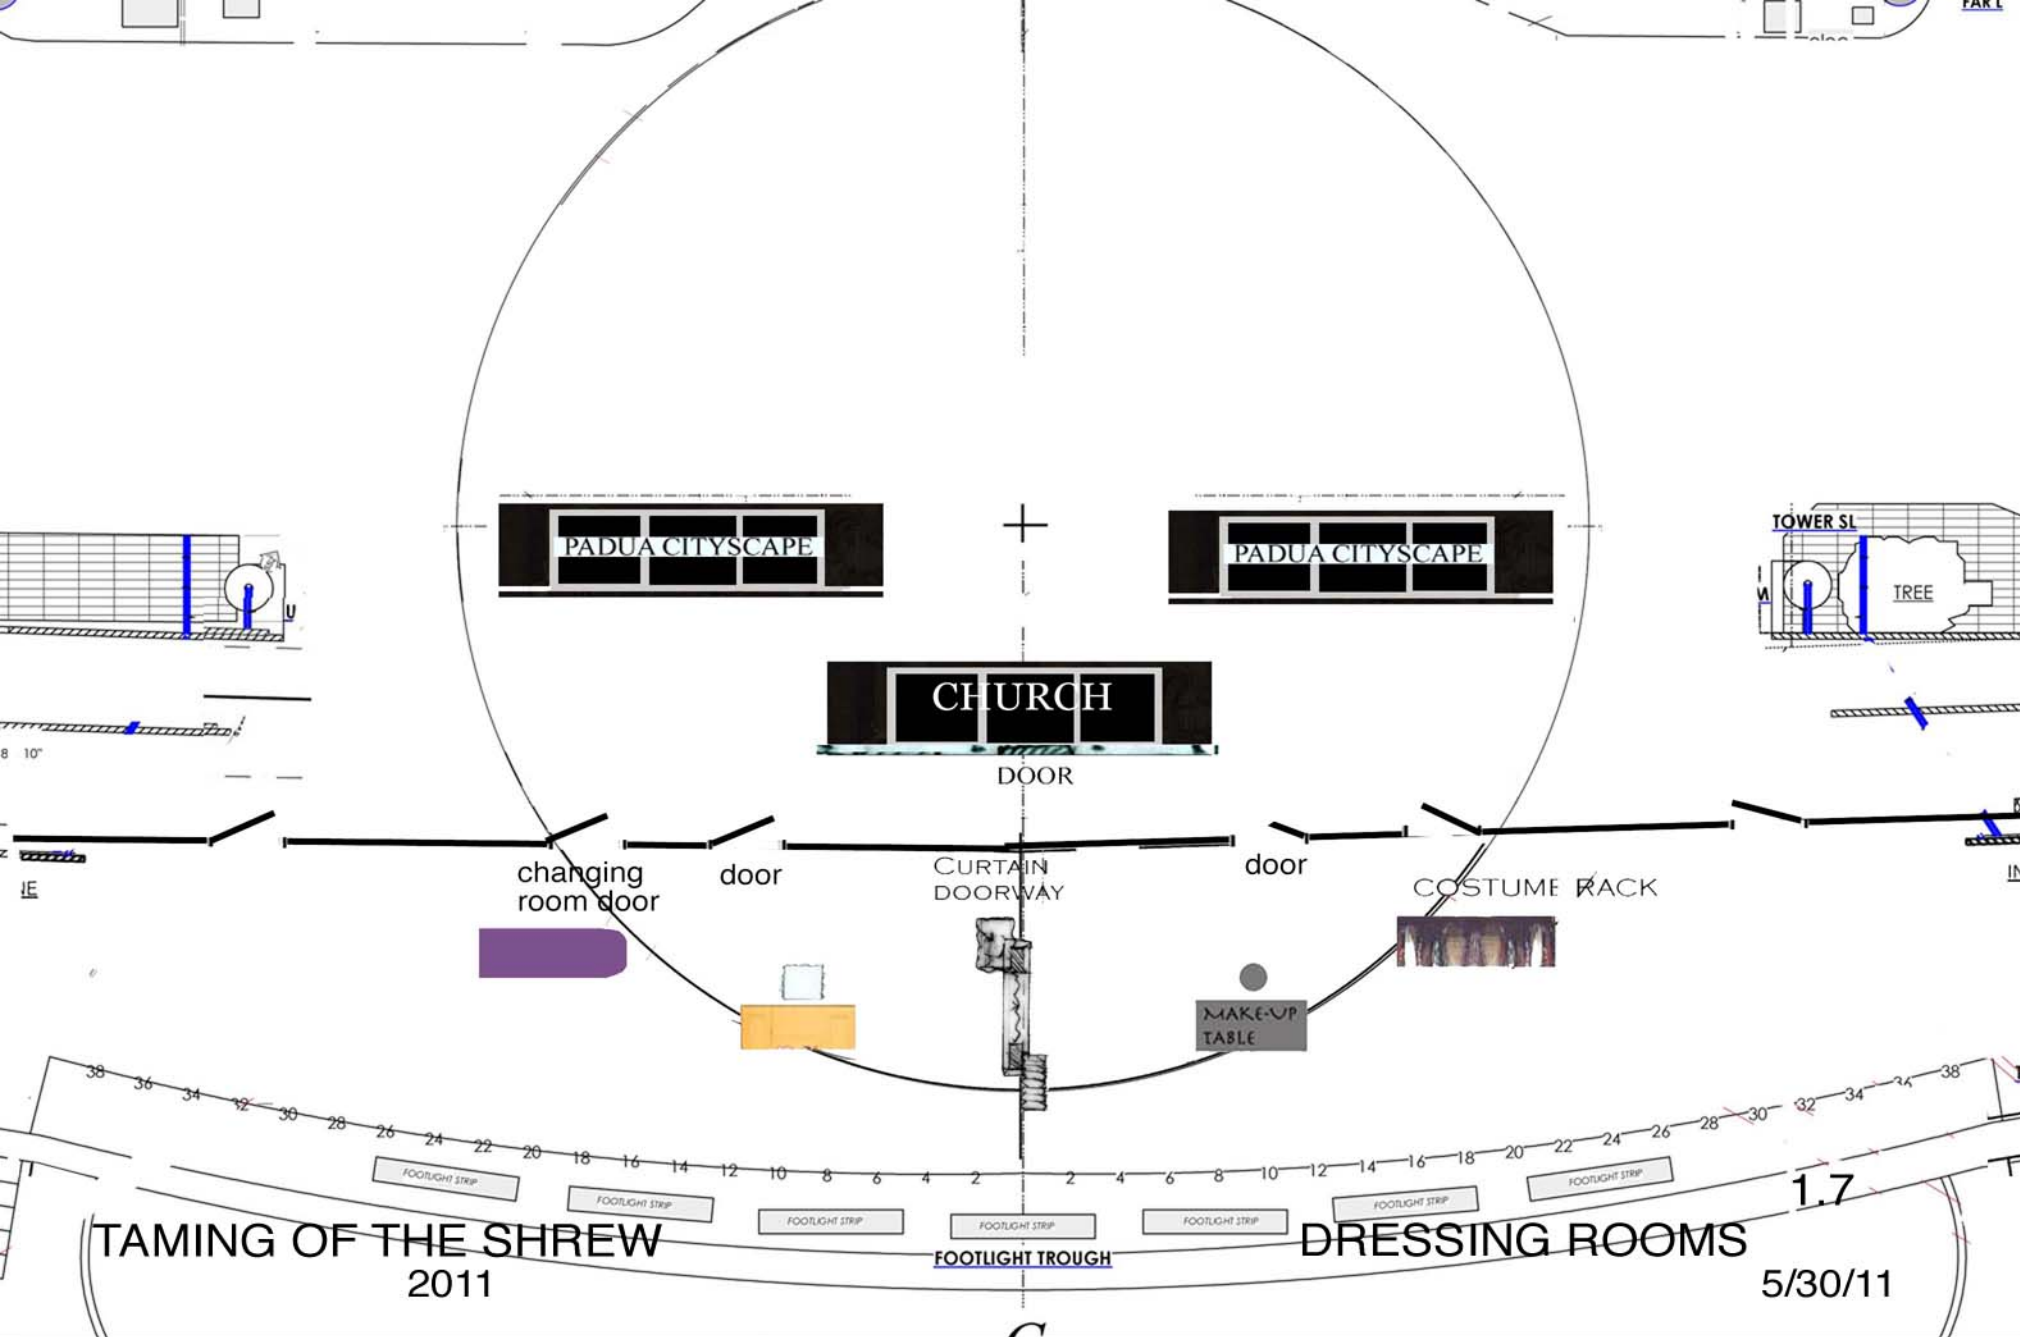 FAR L
elec
PADUA CITYSCAPE
PADUA CITYSCAPE
TOWER SL
TREE
CHURCH
8 10"
DOOR
changing
room door
door
CURTAIN
DOORWAY
door
COSTUME RACK
MAKE-UP
TABLE
38 36 34 32 30 28 26 24 22 20 18 16 14 12 10 8 6 4 2 2 4 6 8 10 12 14 16 18 20 22 24 26 28 30 32 34 36 38
FOOTLIGHT STRIP
FOOTLIGHT STRIP
FOOTLIGHT STRIP
FOOTLIGHT STRIP
FOOTLIGHT STRIP
FOOTLIGHT STRIP
FOOTLIGHT STRIP
1.7
TAMING OF THE SHREW
FOOTLIGHT TROUGH
DRESSING ROOMS
2011
5/30/11